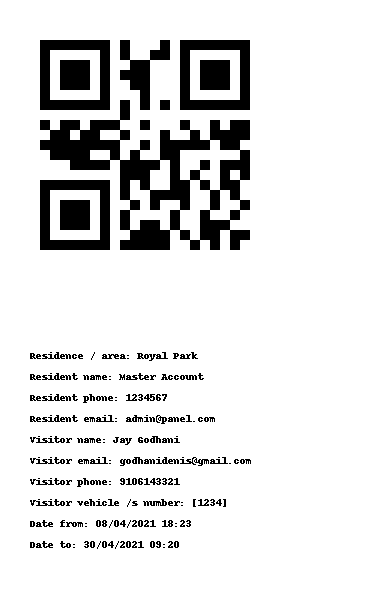 Residence / area: Royal Park
Resident name: Master Account
Resident phone: 1234567
Resident email: admin@panel.com
Visitor name: Jay Godhani
Visitor email: godhanidenis@gmail.com
Visitor phone: 9106143321
Visitor vehicle /s number: [1234]
Date from: 08/04/2021 18:23
Date to: 30/04/2021 09:20